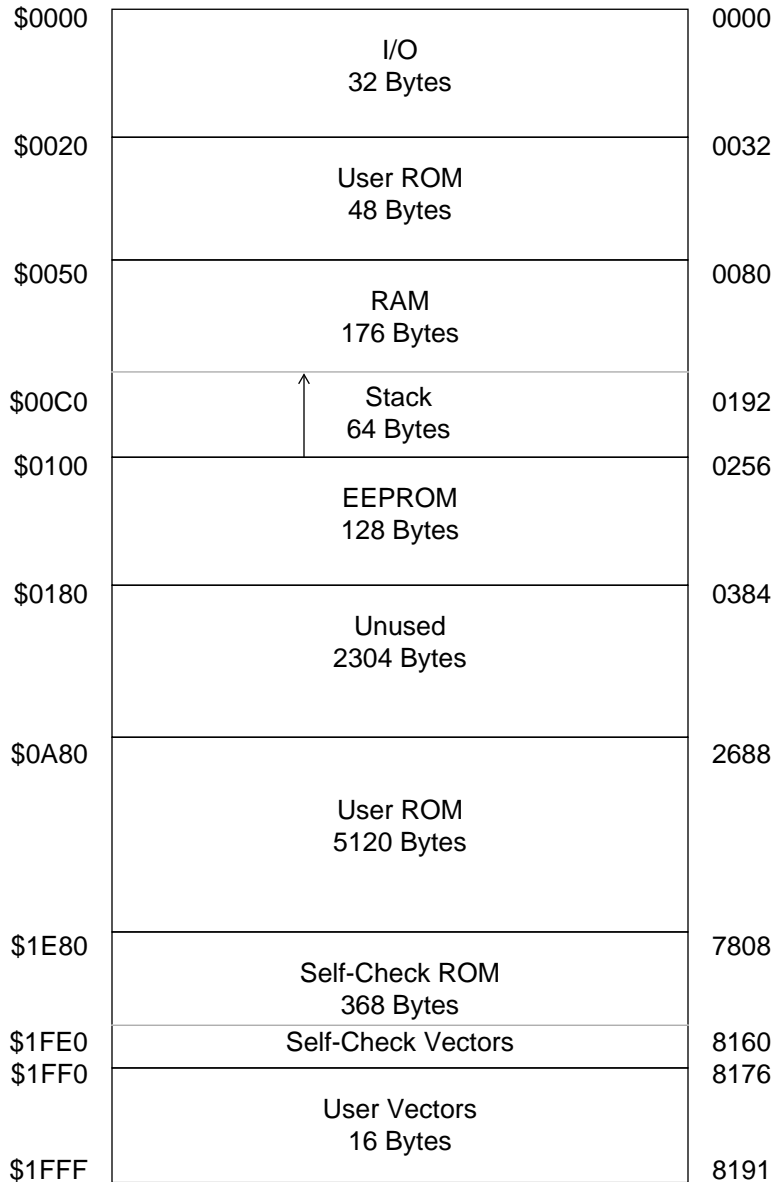 $0000 0000
I/O
32 Bytes
$0020 0032
User ROM
48 Bytes
$0050 0080
RAM
176 Bytes
$00C0 Stack 0192
64 Bytes
$0100 0256
EEPROM
128 Bytes
$0180 0384
Unused
2304 Bytes
$0A80 2688
User ROM
5120 Bytes
$1E80 7808
Self-Check ROM
368 Bytes
$1FE0 Self-Check Vectors 8160
$1FF0 8176
User Vectors
16 Bytes
$1FFF 8191